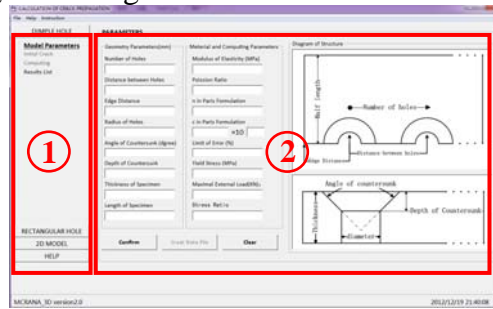 CALCULATION OF CRACK PROPAGATION
File Help Instruction
DIMPLE HOLE
PARAMETERS
Model Parameters
Initial Crack
Computing
Results List
RECTANGULAR HOLE
2D MODEL
HELP
1
Geometry Parameters(mm)
Number of Holes
Distance between Holes
Edge Distance
Radius of Holes
Angle of Countersunk (dgree)
Depth of Countersunk
Thickness of Specimen
Length of Specimen
Material and Computing Parameters
Modulus of Elasticity (MPa)
Poission Ratio
n in Paris Formulation
c in Paris Formulation
×10
Limit of Error (%)
Yield Stress (MPa)
Maximal External Load(kN)
Stress Ratio
Confirm
Clear
2
Diagram of Structure
Half length
Number of holes
distance between holes
Edge Distance
Angle of countersunk
Thickness
Depth of Countersunk
diameter
MCRANA_3D version2.0
2012/12/19 21:40:08